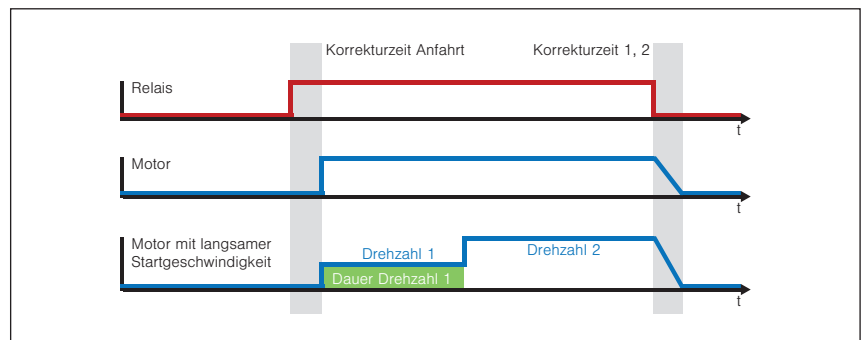 Korrekturzeit Anfahrt
Korrekturzeit 1, 2
Relais
t
Motor
t
Motor mit langsamer
Startgeschwindigkeit
Drehzahl 1
Drehzahl 2
Dauer Drehzahl 1
t